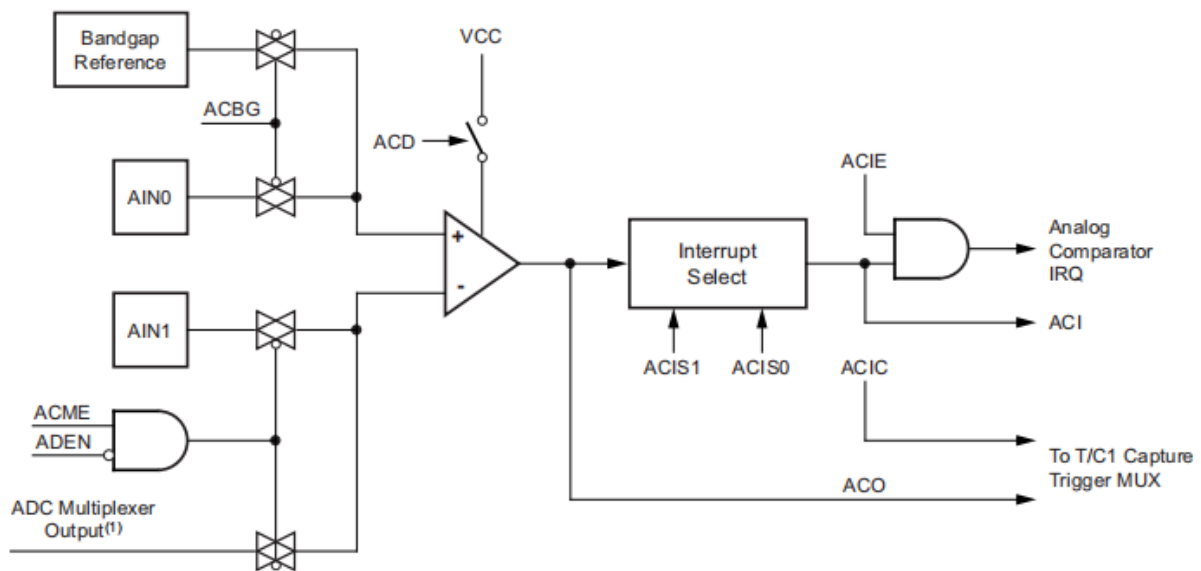 Bandgap
Reference
VCC
ACBG
ACD
AIN0
ACIE
+
-
Interrupt
Select
Analog
Comparator
IRQ
AIN1
ACI
ACIS1 ACIS0 ACIC
ACME
ADEN
To T/C1 Capture
Trigger MUX
ACO
ADC Multiplexer
Output(1)